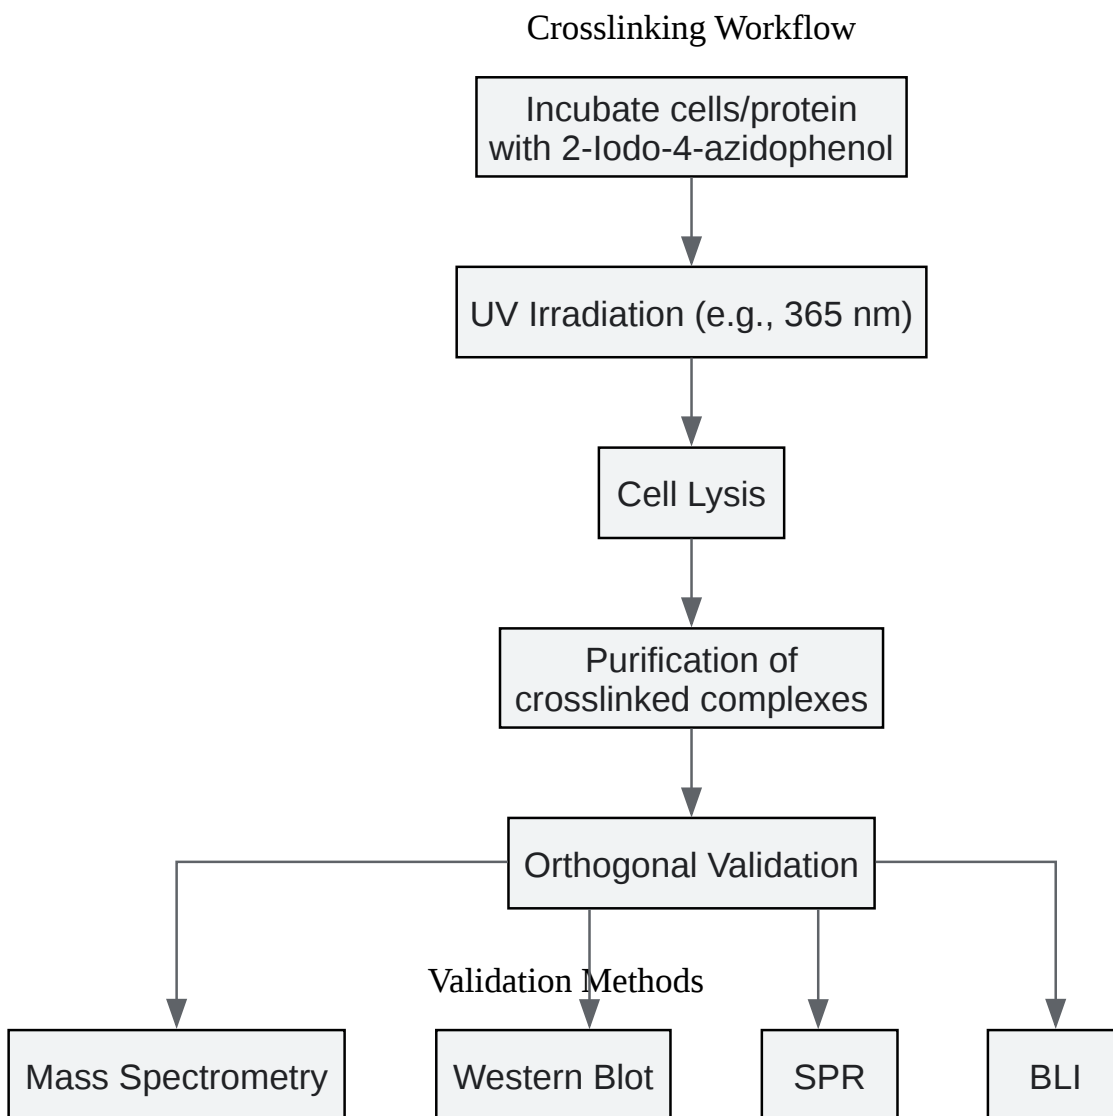 Crosslinking Workflow
Incubate cells/protein
with 2-Iodo-4-azidophenol
UV Irradiation (e.g., 365 nm)
Cell Lysis
Purification of
crosslinked complexes
Orthogonal Validation
Validation Methods
Mass Spectrometry
Western Blot
SPR
BLI